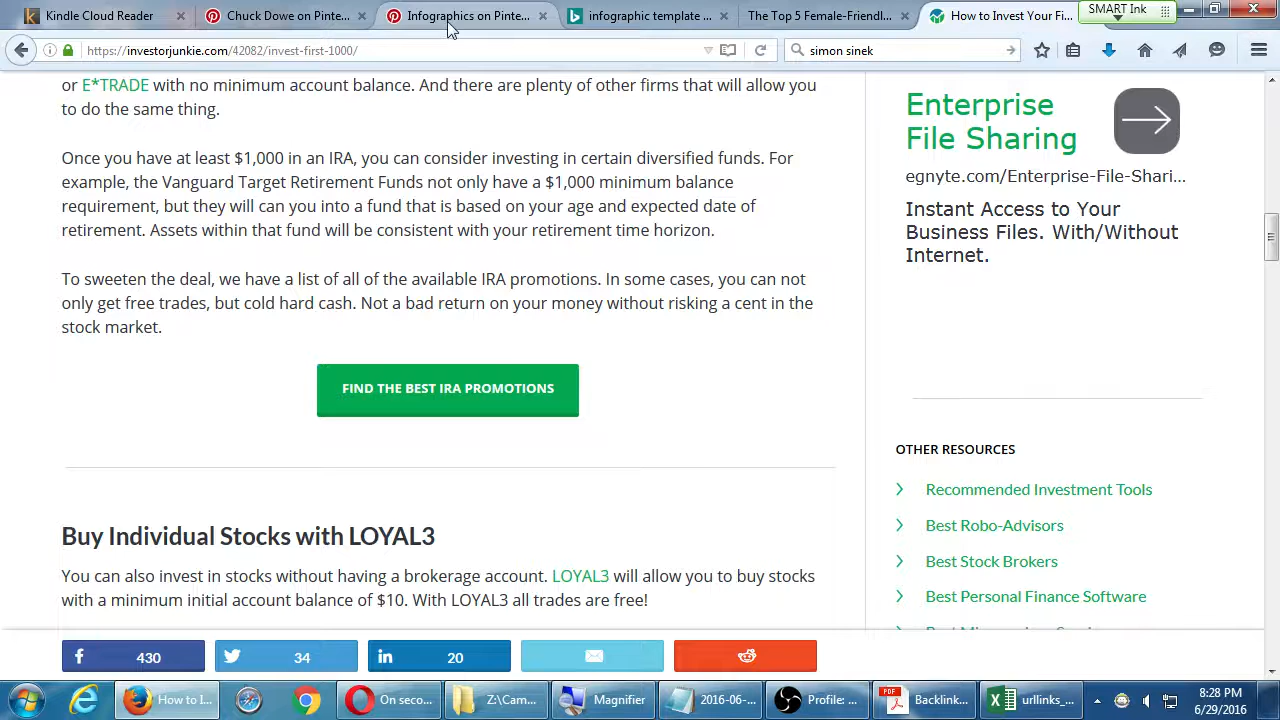 Kindle Cloud Reader
Chuck Dowe on Pinte...
Infographics on Pinte...
infographic template ...
The Top 5 Female-Friendl...
How to Invest Your Fi...
SMART Ink
https://investorjunkie.com/42082/invest-first-1000/
simon sinek
or E*TRADE with no minimum account balance. And there are plenty of other firms that will allow you
to do the same thing.
Once you have at least $1,000 in an IRA, you can consider investing in certain diversified funds. For
example, the Vanguard Target Retirement Funds not only have a $1,000 minimum balance
requirement, but they will can you into a fund that is based on your age and expected date of
retirement. Assets within that fund will be consistent with your retirement time horizon.
To sweeten the deal, we have a list of all of the available IRA promotions. In some cases, you can not
only get free trades, but cold hard cash. Not a bad return on your money without risking a cent in the
stock market.
FIND THE BEST IRA PROMOTIONS
Buy Individual Stocks with LOYAL3
You can also invest in stocks without having a brokerage account. LOYAL3 will allow you to buy stocks
with a minimum initial account balance of $10. With LOYAL3 all trades are free!
430
34
20
Enterprise
File Sharing
egnyte.com/Enterprise-File-Shari...
Instant Access to Your
Business Files. With/Without
Internet.
OTHER RESOURCES
Recommended Investment Tools
Best Robo-Advisors
Best Stock Brokers
Best Personal Finance Software
How to I...
On seco...
Z:\Cam...
Magnifier
2016-06-...
Profile: ...
Backlink...
urllinks_...
8:28 PM
6/29/2016